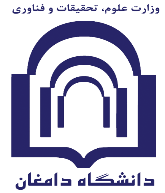 وزارت علوم، تحقیقات و فناوری
دانشگاه دامغان